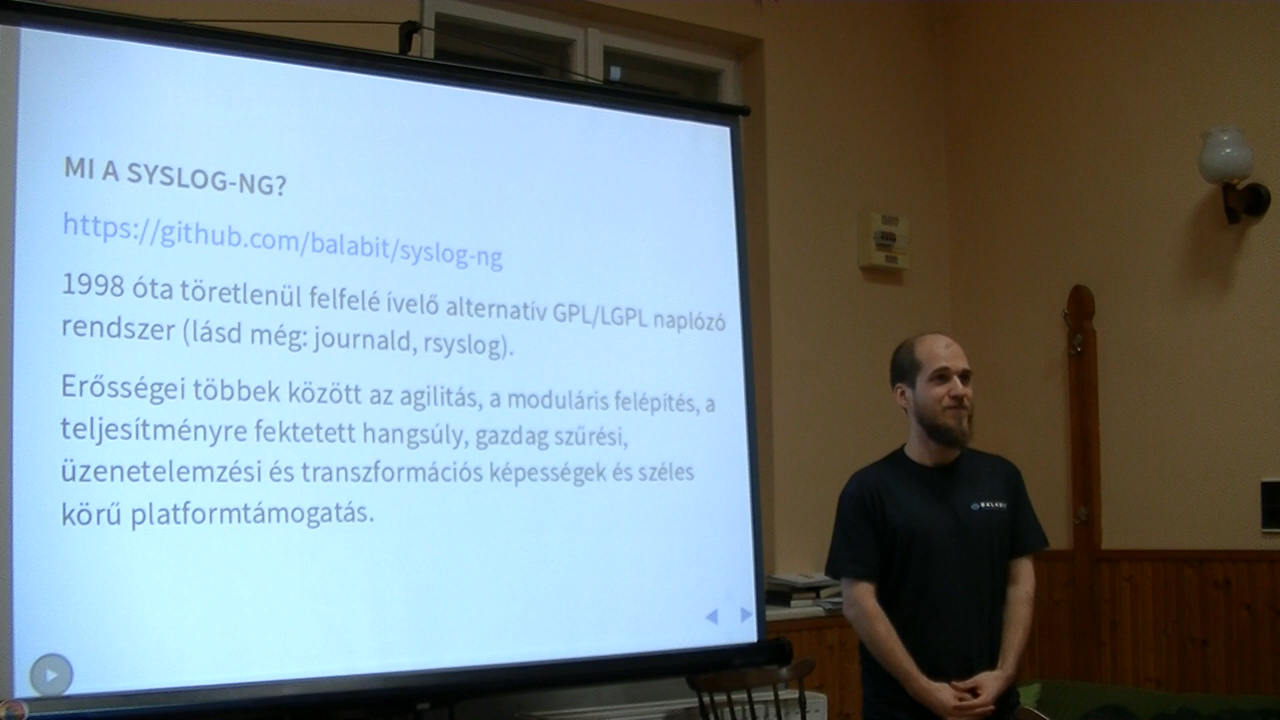 MI A SYSLOG-NG?
https://github.com/balabit/syslog-ng
1998 óta töretlenül felfelé ívelő alternatív GPL/LGPL naplózó
rendszer (lásd még: journald, rsyslog).
Erősségei többek között az agilitás, a moduláris felépítés, a
teljesítményre fektetett hangsúly, gazdag szűrési,
üzenetelemzési és transzformációs képességek és széles
körű platformtámogatás.